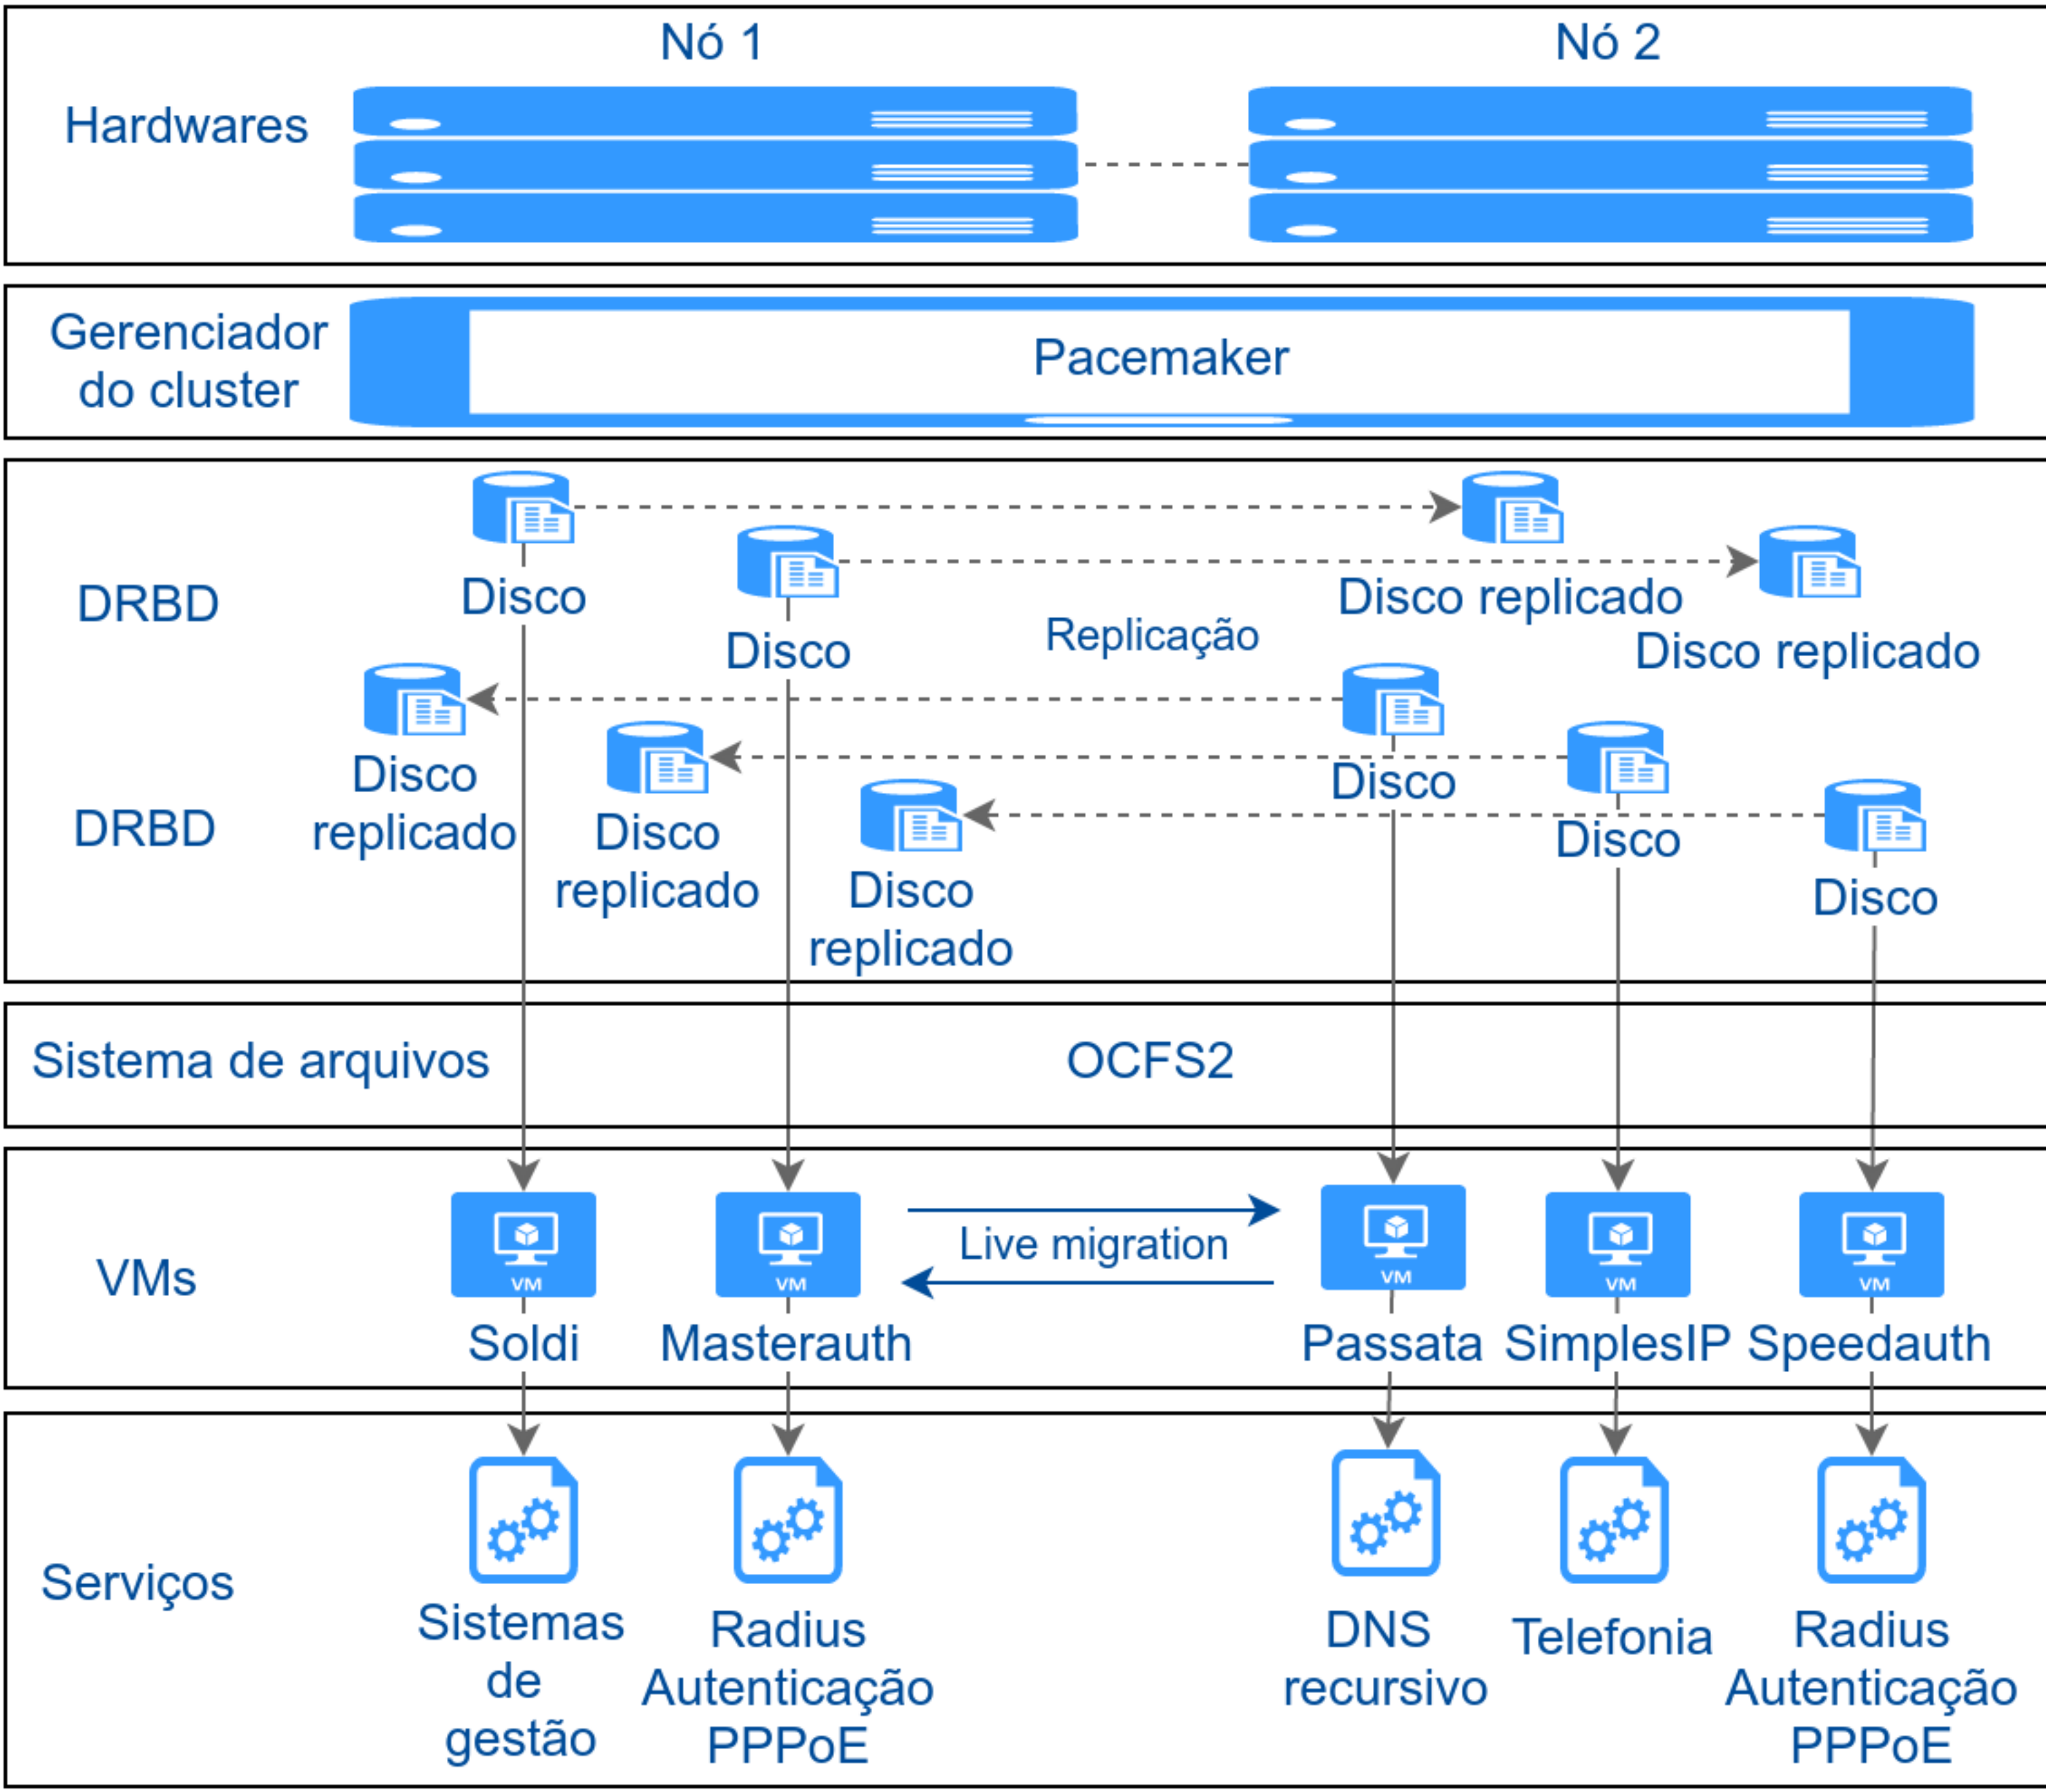 Nó 1
Nó 2
Hardwares
Gerenciador
do cluster
Pacemaker
DRBD
Disco
Disco
Replicação
Disco replicado
Disco replicado
DRBD
Disco
replicado
Disco
replicado
Disco
replicado
Disco
Disco
Disco
Sistema de arquivos
OCFS2
VMs
VM
VM
VM
VM
VM
Live migration
Soldi
Masterauth
Passata
SimplesIP
Speedauth
Serviços
Sistemas
de
gestão
Radius
Autenticação
PPPoE
DNS
recursivo
Telefonia
Radius
Autenticação
PPPoE